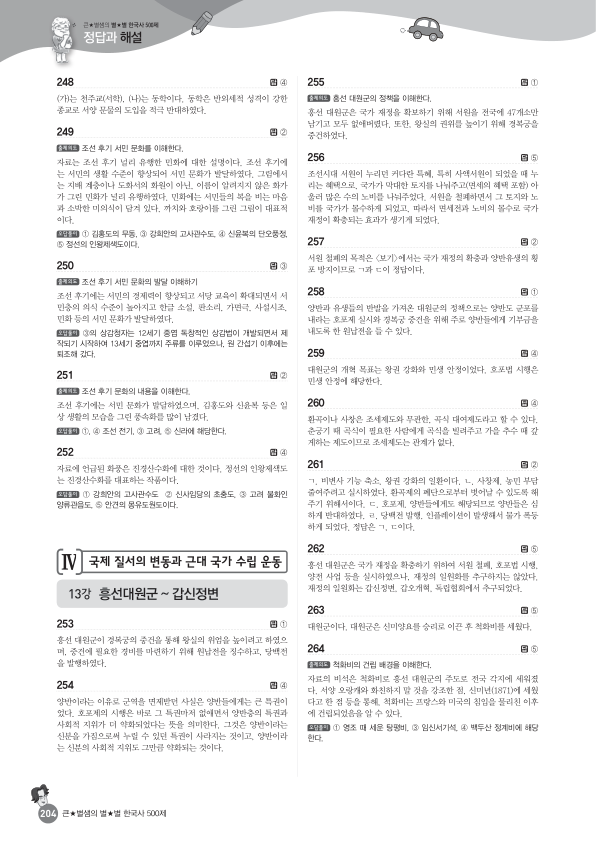 큰★별샘의 별★별 한국사 500제
정답과 해설
248 답 ④
(가)는 천주교(서학), (나)는 동학이다. 동학은 반외세적 성격이 강한
종교로 서양 문물의 도입을 적극 반대하였다.
249 답 ②
출제의도 조선 후기 서민 문화를 이해한다.
자료는 조선 후기 널리 유행한 민화에 대한 설명이다. 조선 후기에
는 서민의 생활 수준이 향상되어 서민 문화가 발달하였다. 그림에서
는 지배 계층이나 도화서의 화원이 아닌, 이름이 알려지지 않은 화가
가 그린 민화가 널리 유행하였다. 민화에는 서민들의 복을 비는 마음
과 소박한 미의식이 담겨 있다. 까치와 호랑이를 그린 그림이 대표적
이다.
오답풀이 ① 김홍도의 무동, ③ 강희안의 고사관수도, ④ 신윤복의 단오풍정,
⑤ 정선의 인왕제색도이다.
250 답 ③
출제의도 조선 후기 서민 문화의 발달 이해하기
조선 후기에는 서민의 경제력이 향상되고 서당 교육이 확대되면서 서
민층의 의식 수준이 높아지고 한글 소설, 판소리, 가면극, 사설시조,
민화 등의 서민 문화가 발달하였다.
오답풀이 ③의 상감청자는 12세기 중엽 독창적인 상감법이 개발되면서 제
작되기 시작하여 13세기 중엽까지 주류를 이루었으나, 원 간섭기 이후에는
퇴조해 갔다.
251 답 ②
출제의도 조선 후기 문화의 내용을 이해한다.
조선 후기에는 서민 문화가 발달하였으며, 김홍도와 신윤복 등은 일
상 생활의 모습을 그린 풍속화를 많이 남겼다.
오답풀이 ①, ④ 조선 전기, ③ 고려, ⑤ 신라에 해당한다.
252 답 ④
자료에 언급된 화풍은 진경산수화에 대한 것이다. 정선의 인왕제색도
는 진경산수화를 대표하는 작품이다.
오답풀이 ① 강희안의 고사관수도 ② 신사임당의 초충도, ③ 고려 불화인
양류관음도, ⑤ 안견의 몽유도원도이다.
Ⅳ 국제 질서의 변동과 근대 국가 수립 운동
13강 흥선대원군 ~ 갑신정변
253 답 ①
흥선 대원군이 경복궁의 중건을 통해 왕실의 위엄을 높이려고 하였으
며, 중건에 필요한 경비를 마련하기 위해 원납전을 징수하고, 당백전
을 발행하였다.
254 답 ④
양반이라는 이유로 군역을 면제받던 사실은 양반들에게는 큰 특권이
었다. 호포제의 시행은 바로 그 특권마저 없애면서 양반층의 특권과
사회적 지위가 더 약화되었다는 뜻을 의미한다. 그것은 양반이라는
신분을 가짐으로써 누릴 수 있던 특권이 사라지는 것이고, 양반이라
는 신분의 사회적 지위도 그만큼 약화되는 것이다.
255 답 ①
출제의도 흥선 대원군의 정책을 이해한다.
흥선 대원군은 국가 재정을 확보하기 위해 서원을 전국에 47개소만
남기고 모두 없애버렸다. 또한, 왕실의 권위를 높이기 위해 경복궁을
중건하였다.
256 답 ⑤
조선시대 서원이 누리던 커다란 특혜, 특히 사액서원이 되었을 때 누
리는 혜택으로, 국가가 막대한 토지를 나눠주고(면세의 혜택 포함) 아
울러 많은 수의 노비를 나눠주었다. 서원을 철폐하면서 그 토지와 노
비를 국가가 몰수하게 되었고, 따라서 면세전과 노비의 몰수로 국가
재정이 확충되는 효과가 생기게 되었다.
257 답 ②
서원 철폐의 목적은 〈보기〉에서는 국가 재정의 확충과 양반유생의 횡
포 방지이므로 ㄱ과 ㄷ이 정답이다.
258 답 ①
양반과 유생들의 반발을 가져온 대원군의 정책으로는 양반도 군포를
내라는 호포제 실시와 경복궁 중건을 위해 주로 양반들에게 기부금을
내도록 한 원납전을 들 수 있다.
259 답 ④
대원군의 개혁 목표는 왕권 강화와 민생 안정이었다. 호포법 시행은
민생 안정에 해당한다.
260 답 ④
환곡이나 사창은 조세제도와 무관한, 곡식 대여제도라고 할 수 있다.
춘궁기 때 곡식이 필요한 사람에게 곡식을 빌려주고 가을 추수 때 갚
게하는 제도이므로 조세제도는 관계가 없다.
261 답 ②
ㄱ, 비변사 기능 축소, 왕권 강화의 일환이다. ㄴ, 사창제, 농민 부담
줄여주려고 실시하였다. 환곡제의 폐단으로부터 벗어날 수 있도록 해
주기 위해서이다. ㄷ, 호포제, 양반들에게도 해당되므로 양반들은 심
하게 반대하였다. ㄹ, 당백전 발행, 인플레이션이 발생해서 물가 폭등
하게 되었다. 정답은 ㄱ, ㄷ이다.
262 답 ⑤
흥선 대원군은 국가 재정을 확충하기 위하여 서원 철폐, 호포법 시행,
양전 사업 등을 실시하였으나, 재정의 일원화를 추구하지는 않았다.
재정의 일원화는 갑신정변, 갑오개혁, 독립협회에서 추구되었다.
263 답 ⑤
대원군이다. 대원군은 신미양요를 승리로 이끈 후 척화비를 세웠다.
264 답 ⑤
출제의도 척화비의 건립 배경을 이해한다.
자료의 비석은 척화비로 흥선 대원군의 주도로 전국 각지에 세워졌
다. 서양 오랑캐와 화친하지 말 것을 강조한 점, 신미년(1871)에 세웠
다고 한 점 등을 통해, 척화비는 프랑스와 미국의 침입을 물리친 이후
에 건립되었음을 알 수 있다.
오답풀이 ① 영조 때 세운 탕평비, ③ 임신서기석, ④ 백두산 정계비에 해당
한다.
204 큰★별샘의 별★별 한국사 500제